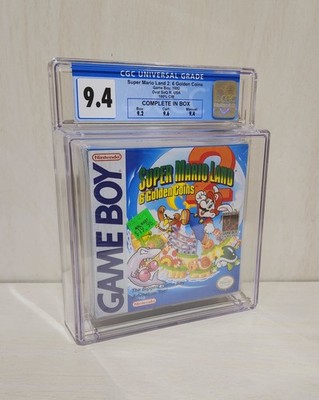 CGC UNIVERSAL GRADE
9.4
Super Mario Land 2: 6 Golden Coins
Game Boy, 1992
COMPLETE IN BOX
Box Cart Manual
9.2 9.6 9.6
GAME BOY
Nintendo
SUPER MARIO LAND 2
6 Golden Coins
Nintendo